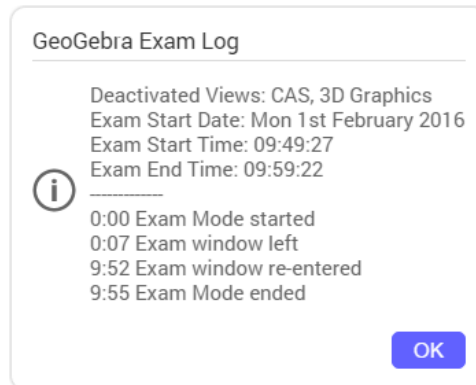 GeoGebra Exam Log
Deactivated Views: CAS, 3D Graphics
Exam Start Date: Mon 1st February 2016
Exam Start Time: 09:49:27
Exam End Time: 09:59:22
-------------
0:00 Exam Mode started
0:07 Exam window left
9:52 Exam window re-entered
9:55 Exam Mode ended
OK